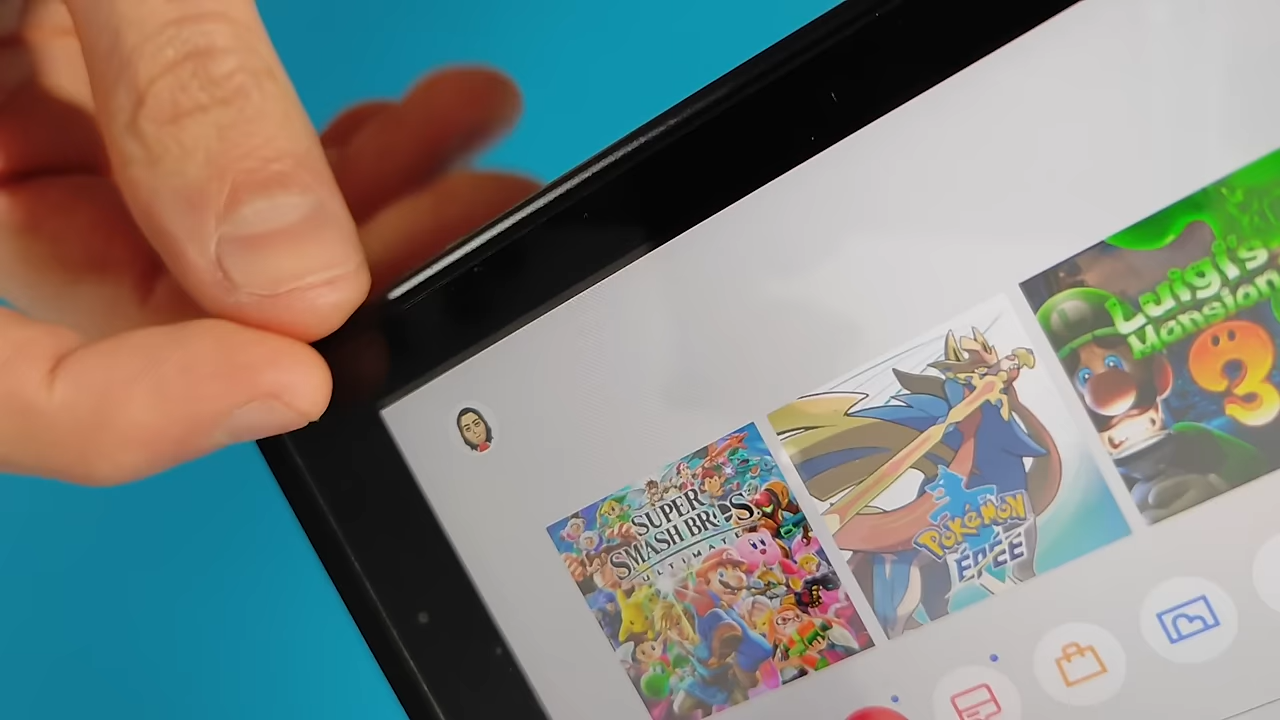 SUPER
SMASH BROS.
ULTIMATE
POKÉMON
ÉPÉE
LUIGI'S
MANSION
3
L